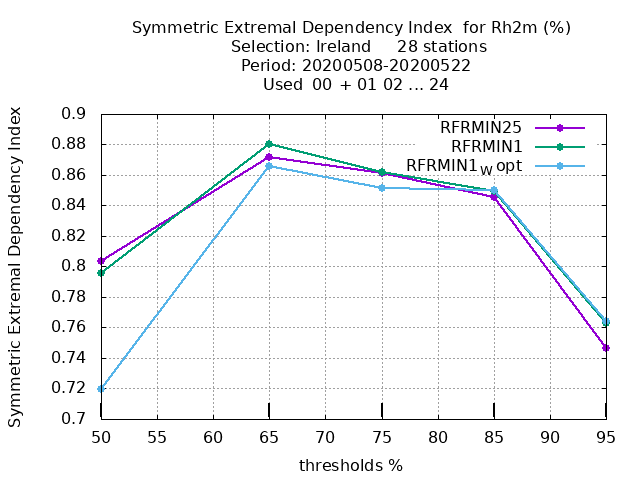 Symmetric Extremal Dependency Index for Rh2m (%)
Selection: Ireland 28 stations
Period: 20200508-20200522
Used 00 + 01 02 ... 24
Symmetric Extremal Dependency Index
0.9
0.88
0.86
0.84
0.82
0.8
0.78
0.76
0.74
0.72
0.7
RFRMIN25
RFRMIN1
RFRMIN1W opt
50 55 60 65 70 75 80 85 90 95
thresholds %